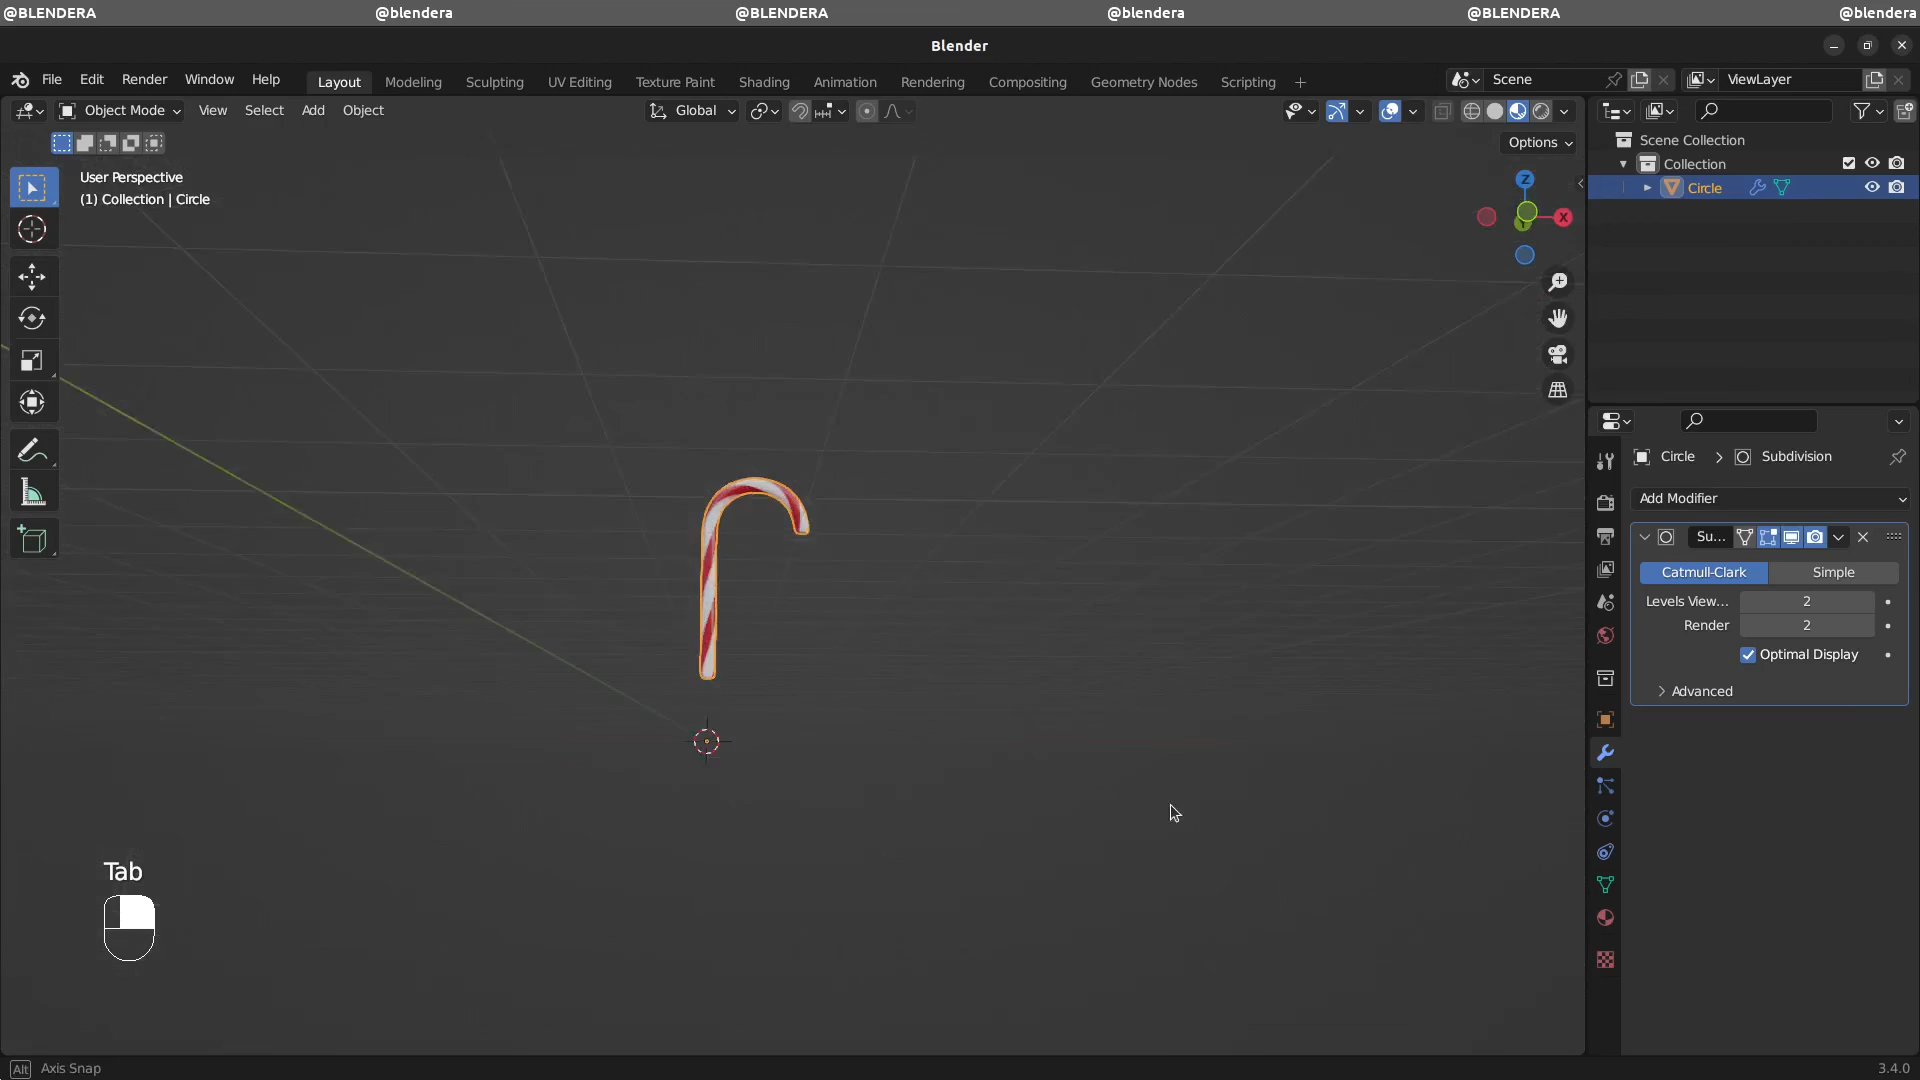 @BLENDERA @blendera @BLENDERA @blendera @BLENDERA @blendera
Blender
File Edit Render Window Help Layout Modeling Sculpting UV Editing Texture Paint Shading Animation Rendering Compositing Geometry Nodes Scripting + Scene ViewLayer
Object Mode View Select Add Object Global
Options
User Perspective
(1) Collection | Circle
Z
X
Scene Collection
Collection
Circle
Circle > Subdivision
Add Modifier
Su...
Catmull-Clark Simple
Levels View... 2
Render 2
Optimal Display
Advanced
Tab
Alt Axis Snap
3.4.0